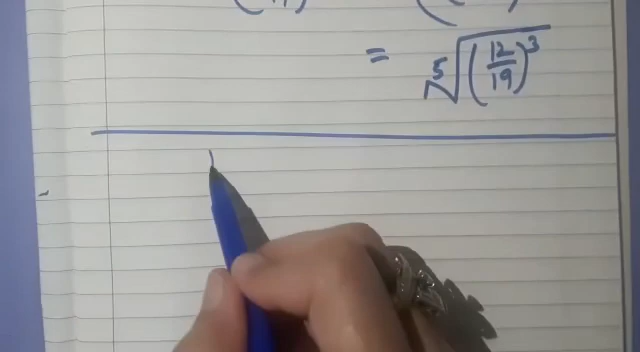 = ⁵√(12/19)³